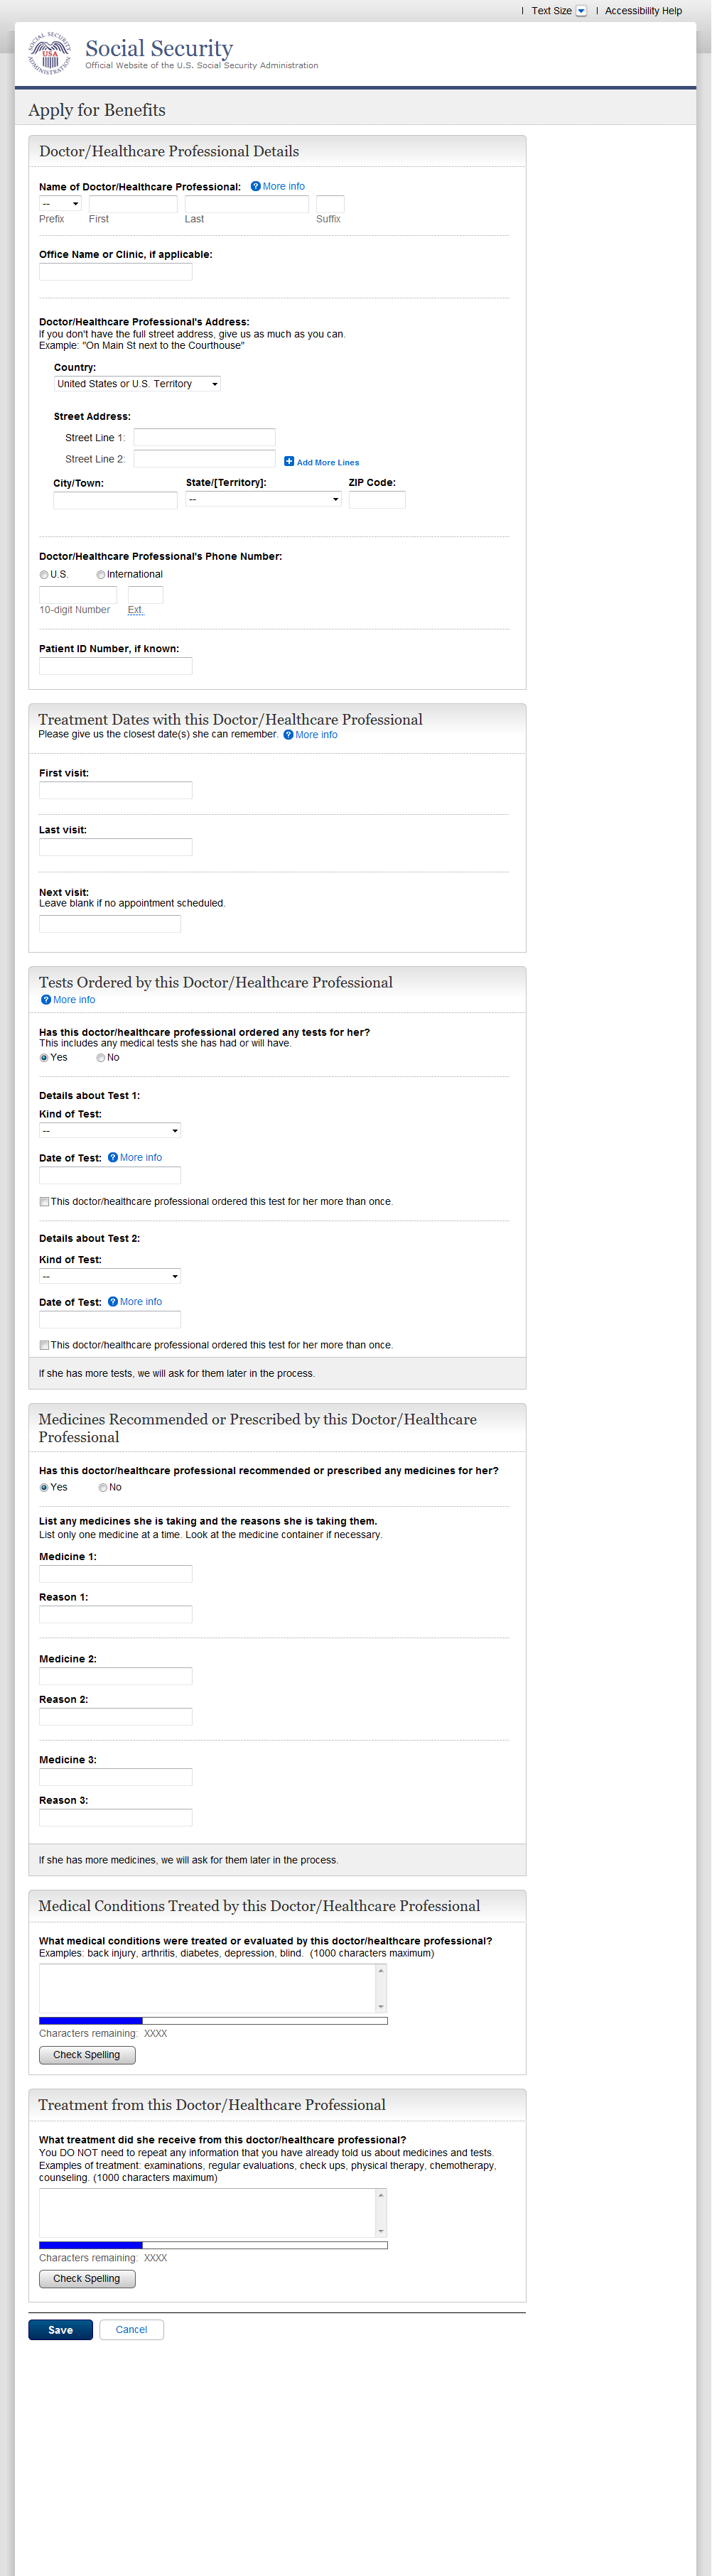 Text Size
Accessibility Help
SOCIAL SECURITY ADMINISTRATION
USA
Social Security
Official Website of the U.S. Social Security Administration
Apply for Benefits
Doctor/Healthcare Professional Details
Name of Doctor/Healthcare Professional: ? More info
--
Prefix First Last Suffix
Office Name or Clinic, if applicable:
Doctor/Healthcare Professional's Address:
If you don't have the full street address, give us as much as you can.
Example: "On Main St next to the Courthouse"
Country:
United States or U.S. Territory
Street Address:
Street Line 1:
Street Line 2: + Add More Lines
City/Town: State/[Territory]: ZIP Code:
--
Doctor/Healthcare Professional's Phone Number:
U.S. International
10-digit Number Ext.
Patient ID Number, if known:
Treatment Dates with this Doctor/Healthcare Professional
Please give us the closest date(s) she can remember. ? More info
First visit:
Last visit:
Next visit:
Leave blank if no appointment scheduled.
Tests Ordered by this Doctor/Healthcare Professional
? More info
Has this doctor/healthcare professional ordered any tests for her?
This includes any medical tests she has had or will have.
Yes No
Details about Test 1:
Kind of Test:
--
Date of Test: ? More info
This doctor/healthcare professional ordered this test for her more than once.
Details about Test 2:
Kind of Test:
--
Date of Test: ? More info
This doctor/healthcare professional ordered this test for her more than once.
If she has more tests, we will ask for them later in the process.
Medicines Recommended or Prescribed by this Doctor/Healthcare
Professional
Has this doctor/healthcare professional recommended or prescribed any medicines for her?
Yes No
List any medicines she is taking and the reasons she is taking them.
List only one medicine at a time. Look at the medicine container if necessary.
Medicine 1:
Reason 1:
Medicine 2:
Reason 2:
Medicine 3:
Reason 3:
If she has more medicines, we will ask for them later in the process.
Medical Conditions Treated by this Doctor/Healthcare Professional
What medical conditions were treated or evaluated by this doctor/healthcare professional?
Examples: back injury, arthritis, diabetes, depression, blind. (1000 characters maximum)
Characters remaining: XXXX
Check Spelling
Treatment from this Doctor/Healthcare Professional
What treatment did she receive from this doctor/healthcare professional?
You DO NOT need to repeat any information that you have already told us about medicines and tests.
Examples of treatment: examinations, regular evaluations, check ups, physical therapy, chemotherapy,
counseling. (1000 characters maximum)
Characters remaining: XXXX
Check Spelling
Save Cancel